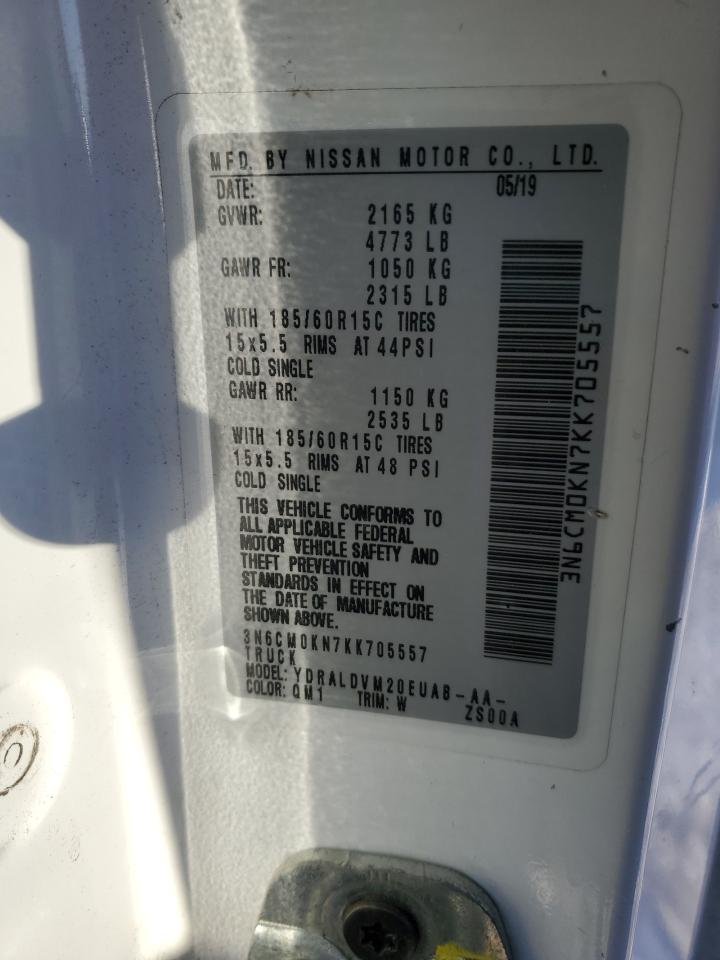 MFD. BY NISSAN MOTOR CO., LTD.
DATE: 05/19
GVWR: 2165 KG
4773 LB
GAWR FR: 1050 KG
2315 LB
WITH 185/60R15C TIRES
15x5.5 RIMS AT 44PSI
COLD SINGLE
GAWR RR: 1150 KG
2535 LB
WITH 185/60R15C TIRES
15x5.5 RIMS AT 48 PSI
COLD SINGLE
THIS VEHICLE CONFORMS TO
ALL APPLICABLE FEDERAL
MOTOR VEHICLE SAFETY AND
THEFT PREVENTION
STANDARDS IN EFFECT ON
THE DATE OF MANUFACTURE
SHOWN ABOVE.
3N6CM0KN7KK705557
TRUCK
MODEL: YDRALDVM20EUAB-AA-
COLOR: QM1 TRIM: W ZS00A
3N6CM0KN7KK705557